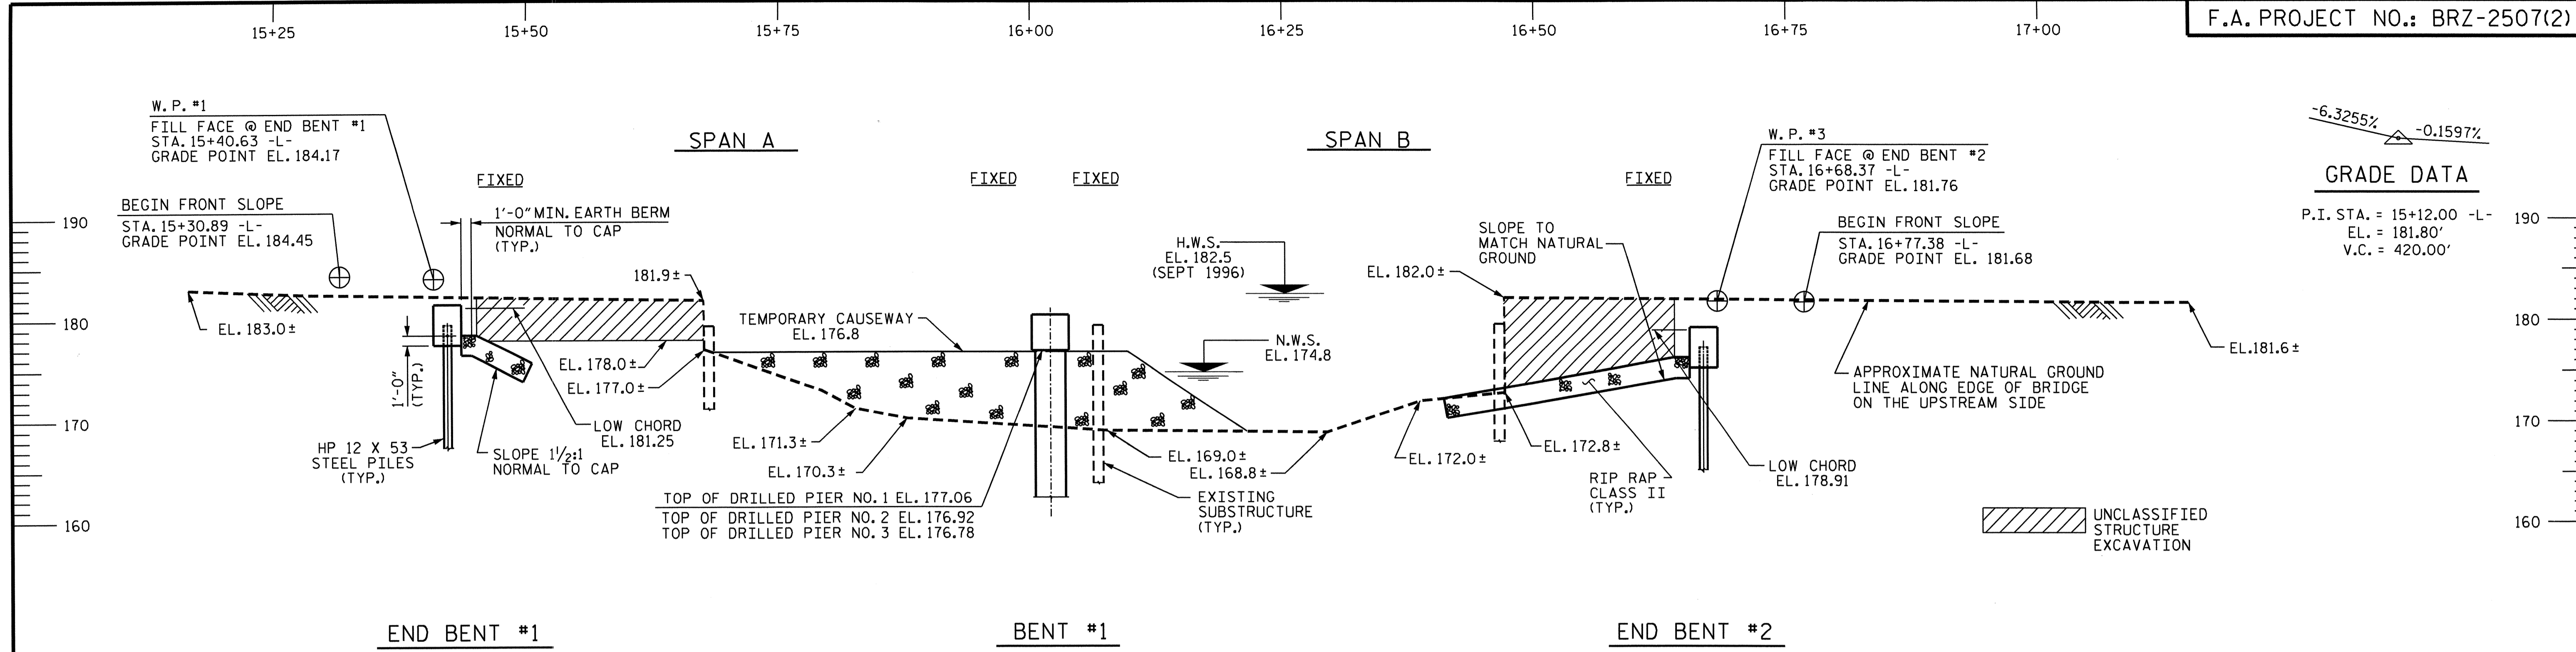 F.A. PROJECT NO.: BRZ-2507(2)
15+25
15+50
15+75
16+00
16+25
16+50
16+75
17+00
W.P. #1
FILL FACE @ END BENT #1
STA. 15+40.63 -L-
GRADE POINT EL. 184.17
SPAN A
SPAN B
W.P. #3
FILL FACE @ END BENT #2
STA. 16+68.37 -L-
GRADE POINT EL. 181.76
-6.3255%
-0.1597%
GRADE DATA
P.I. STA. = 15+12.00 -L-
EL. = 181.80'
V.C. = 420.00'
FIXED
FIXED
FIXED
FIXED
BEGIN FRONT SLOPE
STA. 15+30.89 -L-
GRADE POINT EL. 184.45
1'-0" MIN. EARTH BERM
NORMAL TO CAP
(TYP.)
H.W.S.
EL. 182.5
(SEPT 1996)
SLOPE TO
MATCH NATURAL
GROUND
BEGIN FRONT SLOPE
STA. 16+77.38 -L-
GRADE POINT EL. 181.68
190
190
181.9±
EL. 182.0±
180
180
EL. 183.0±
TEMPORARY CAUSEWAY
EL. 176.8
N.W.S.
EL. 174.8
EL.181.6±
1'-0"
(TYP.)
EL. 178.0±
EL. 177.0±
APPROXIMATE NATURAL GROUND
LINE ALONG EDGE OF BRIDGE
ON THE UPSTREAM SIDE
170
170
LOW CHORD
EL. 181.25
EL. 171.3±
EL. 170.3±
EL. 169.0±
EL. 168.8±
EL. 172.0±
EL. 172.8±
HP 12 X 53
STEEL PILES
(TYP.)
SLOPE 1 1/2:1
NORMAL TO CAP
LOW CHORD
EL. 178.91
RIP RAP
CLASS II
(TYP.)
TOP OF DRILLED PIER NO. 1 EL. 177.06
TOP OF DRILLED PIER NO. 2 EL. 176.92
TOP OF DRILLED PIER NO. 3 EL. 176.78
EXISTING
SUBSTRUCTURE
(TYP.)
160
160
UNCLASSIFIED
STRUCTURE
EXCAVATION
END BENT #1
BENT #1
END BENT #2